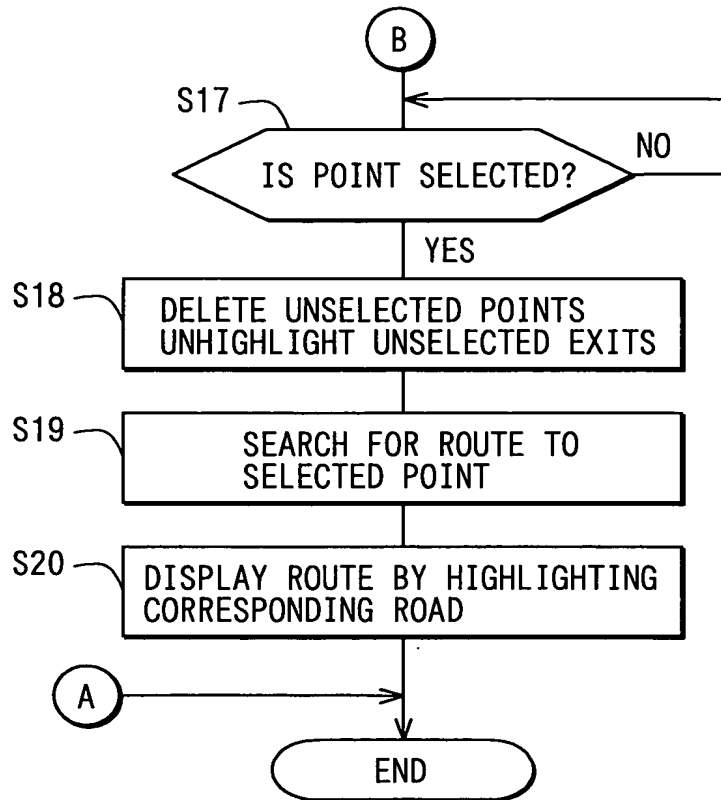 B
S17
IS POINT SELECTED?
NO
YES
S18
DELETE UNSELECTED POINTS
UNHIGHLIGHT UNSELECTED EXITS
S19
SEARCH FOR ROUTE TO
SELECTED POINT
S20
DISPLAY ROUTE BY HIGHLIGHTING
CORRESPONDING ROAD
A
END